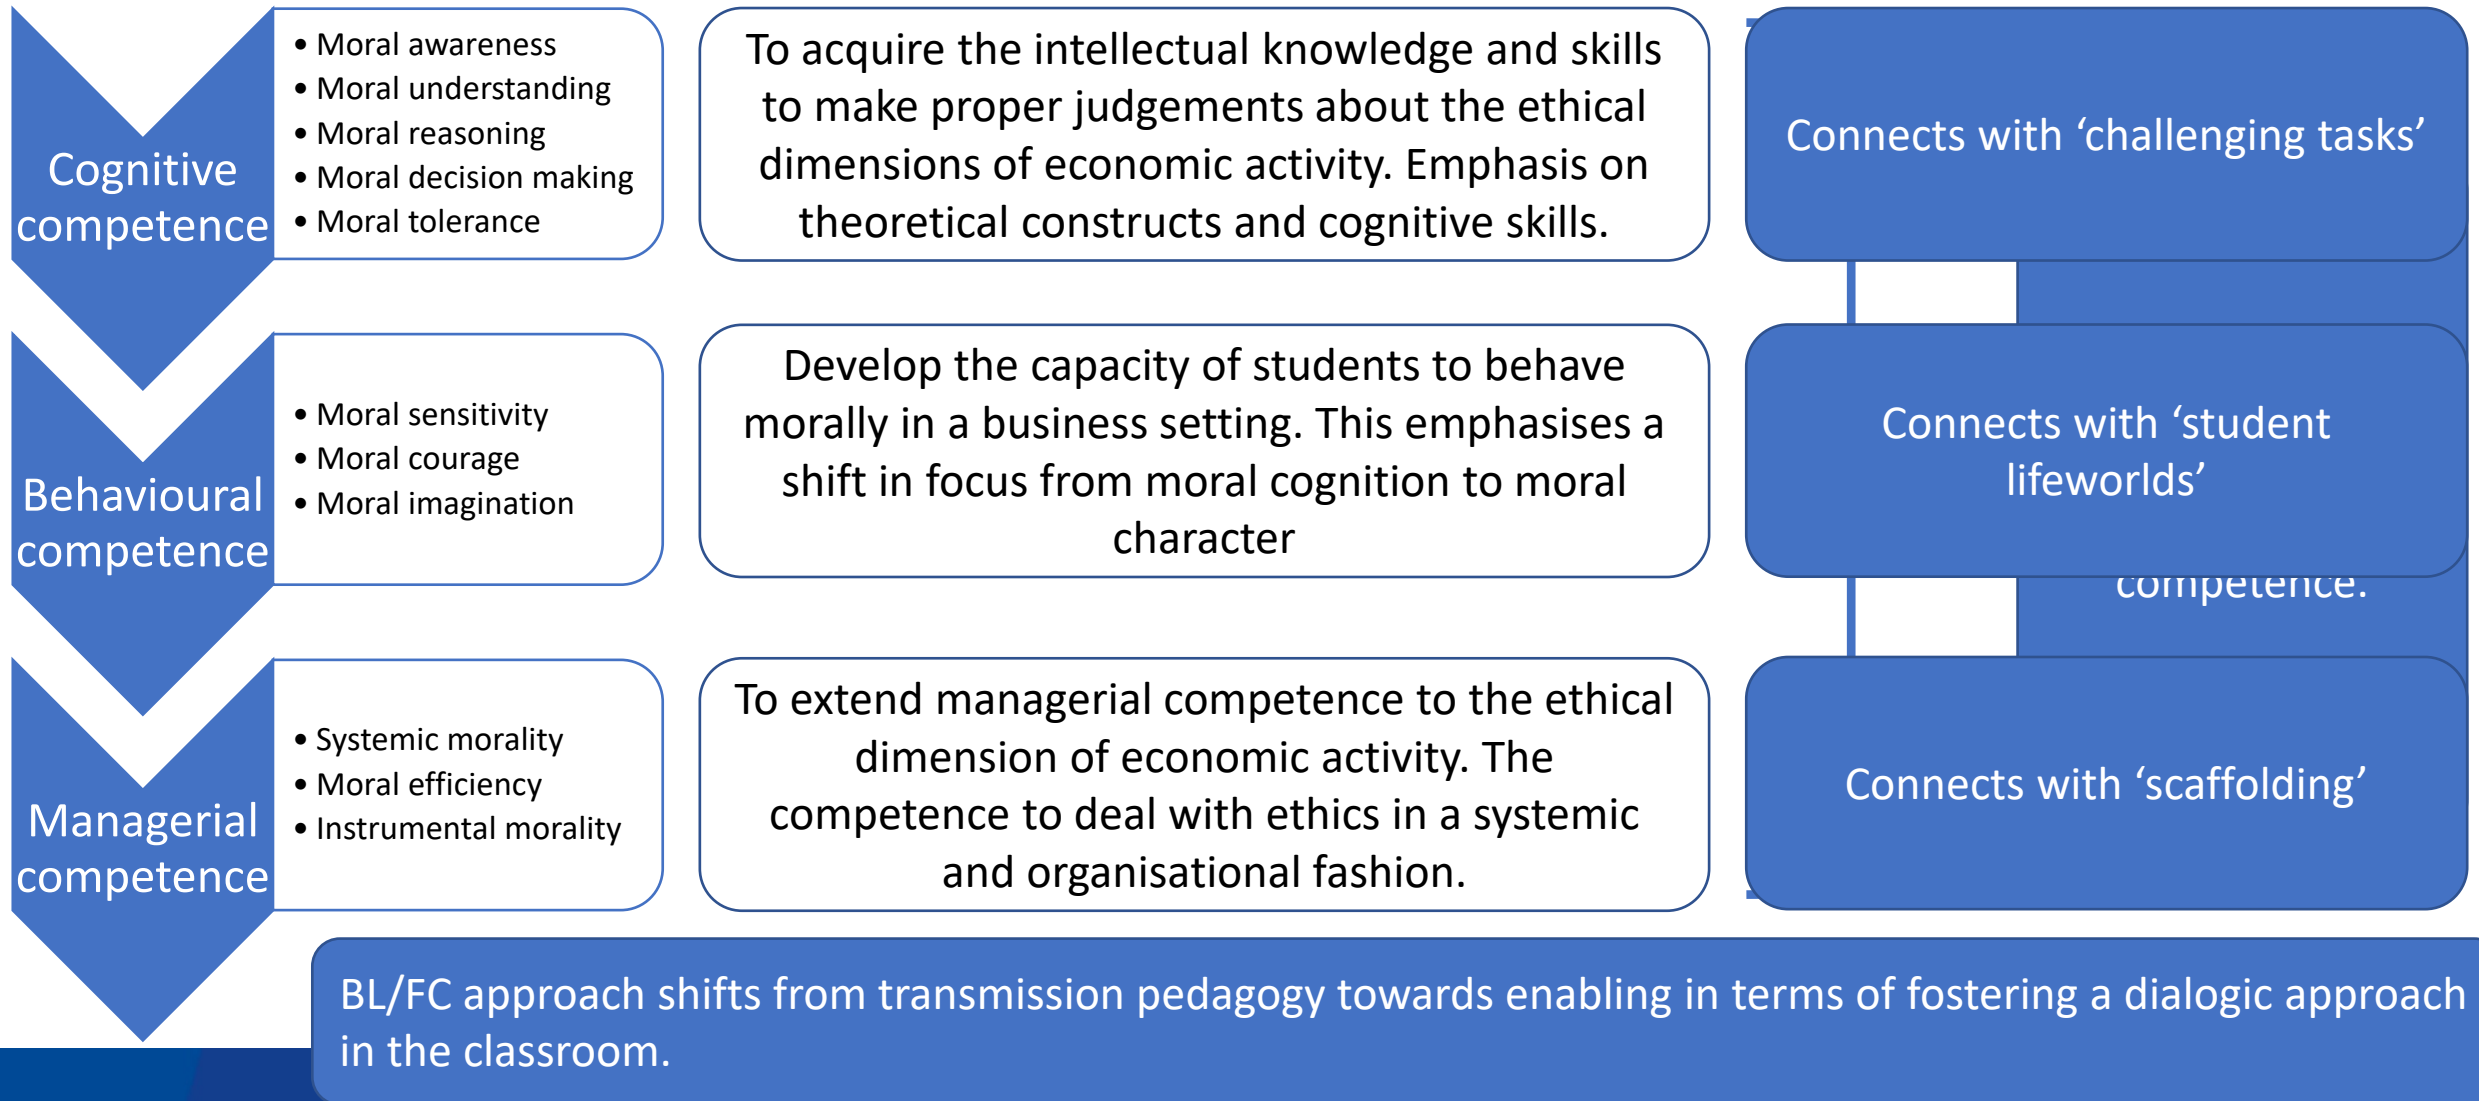 Cognitive
competence
• Moral awareness
• Moral understanding
• Moral reasoning
• Moral decision making
• Moral tolerance
To acquire the intellectual knowledge and skills
to make proper judgements about the ethical
dimensions of economic activity. Emphasis on
theoretical constructs and cognitive skills.
Connects with ‘challenging tasks’
Behavioural
competence
• Moral sensitivity
• Moral courage
• Moral imagination
Develop the capacity of students to behave
morally in a business setting. This emphasises a
shift in focus from moral cognition to moral
character
Connects with ‘student
lifeworlds’
competence.
Managerial
competence
• Systemic morality
• Moral efficiency
• Instrumental morality
To extend managerial competence to the ethical
dimension of economic activity. The
competence to deal with ethics in a systemic
and organisational fashion.
Connects with ‘scaffolding’
BL/FC approach shifts from transmission pedagogy towards enabling in terms of fostering a dialogic approach
in the classroom.